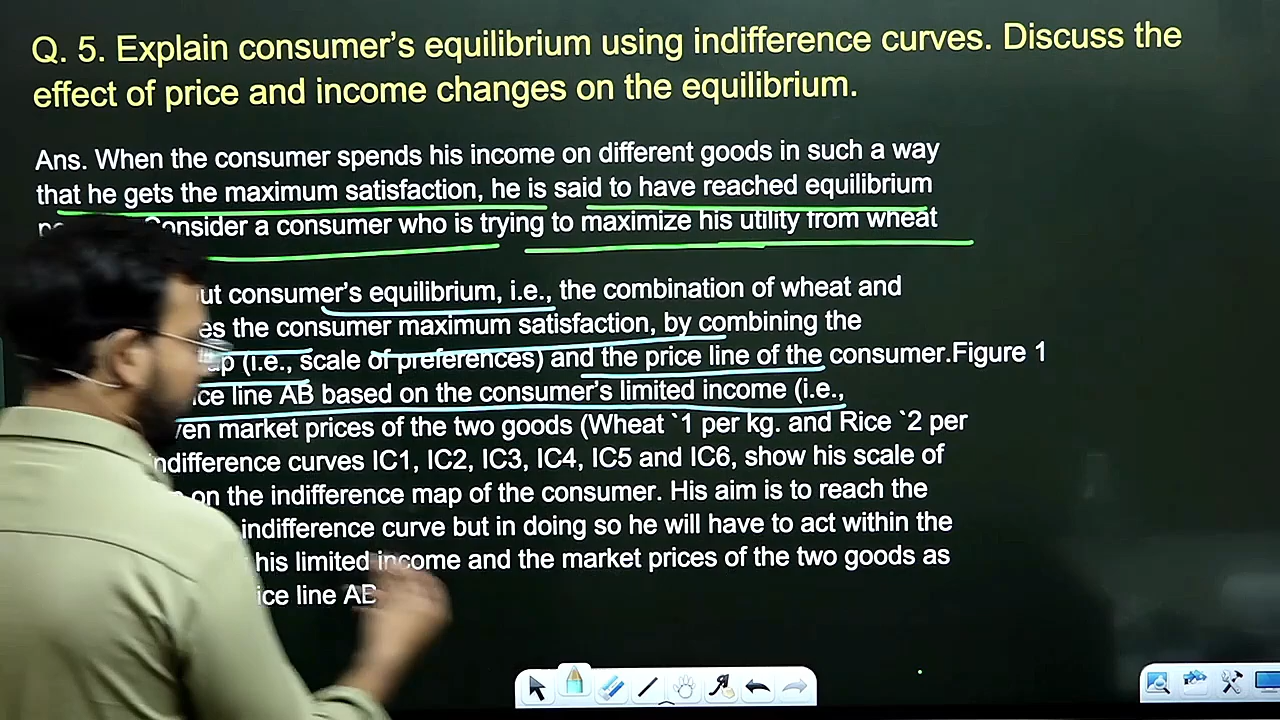 Q. 5. Explain consumer’s equilibrium using indifference curves. Discuss the
effect of price and income changes on the equilibrium.
Ans. When the consumer spends his income on different goods in such a way
that he gets the maximum satisfaction, he is said to have reached equilibrium
consider a consumer who is trying to maximize his utility from wheat
consumer’s equilibrium, i.e., the combination of wheat and
the consumer maximum satisfaction, by combining the
(i.e., scale of preferences) and the price line of the consumer.Figure 1
line AB based on the consumer’s limited income (i.e.,
market prices of the two goods (Wheat `1 per kg. and Rice `2 per
indifference curves IC1, IC2, IC3, IC4, IC5 and IC6, show his scale of
on the indifference map of the consumer. His aim is to reach the
indifference curve but in doing so he will have to act within the
his limited income and the market prices of the two goods as
line AB